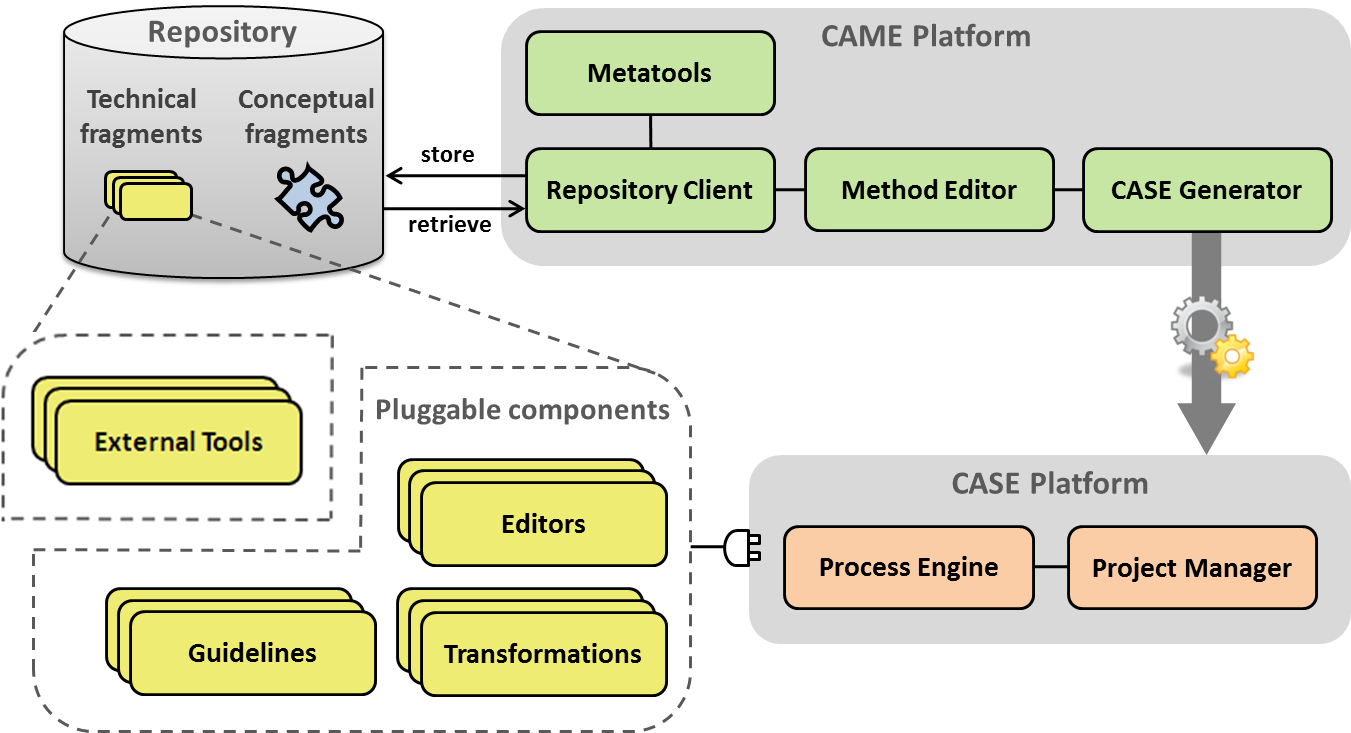 Repository
Technical
fragments
Conceptual
fragments
store
retrieve
CAME Platform
Metatools
Repository Client
Method Editor
CASE Generator
External Tools
Pluggable components
Editors
Guidelines
Transformations
CASE Platform
Process Engine
Project Manager